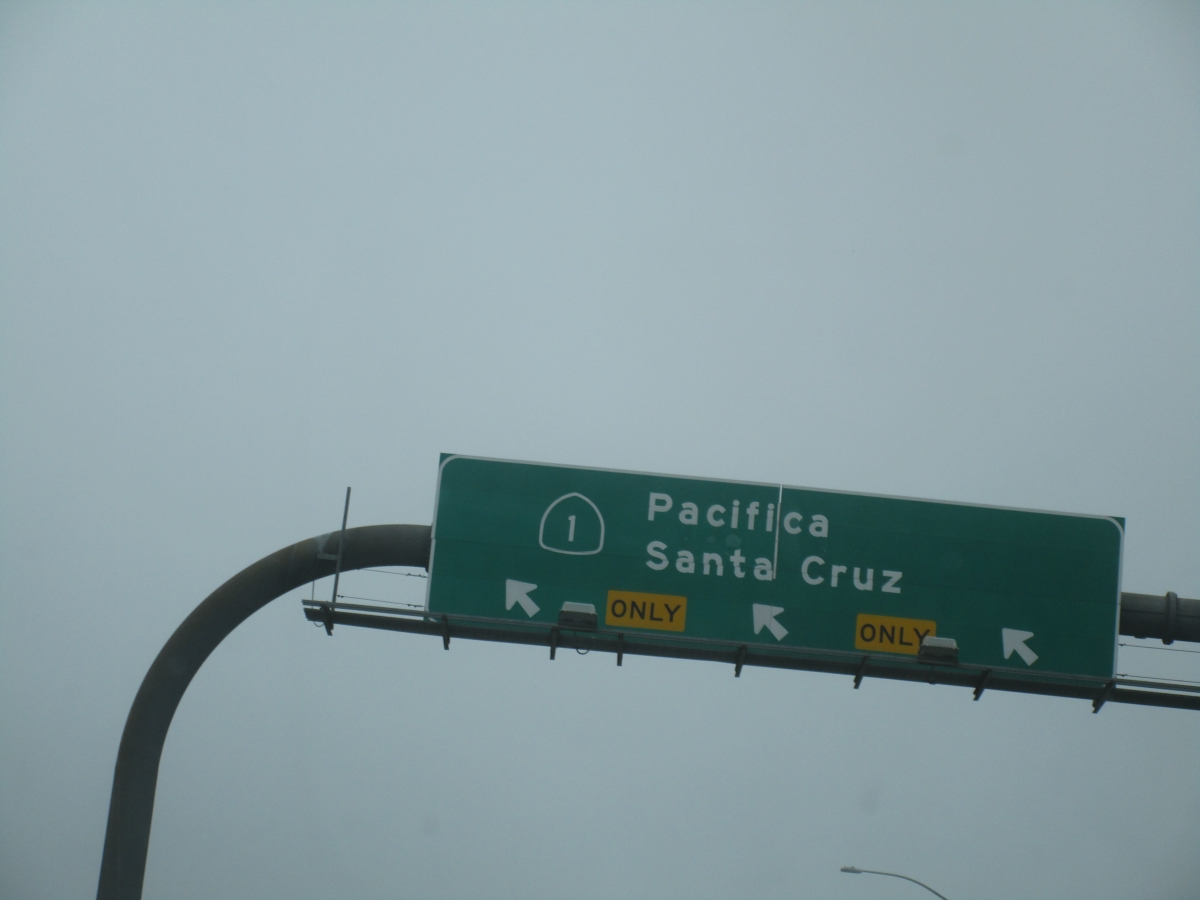 1
Pacifica
Santa Cruz
ONLY ONLY